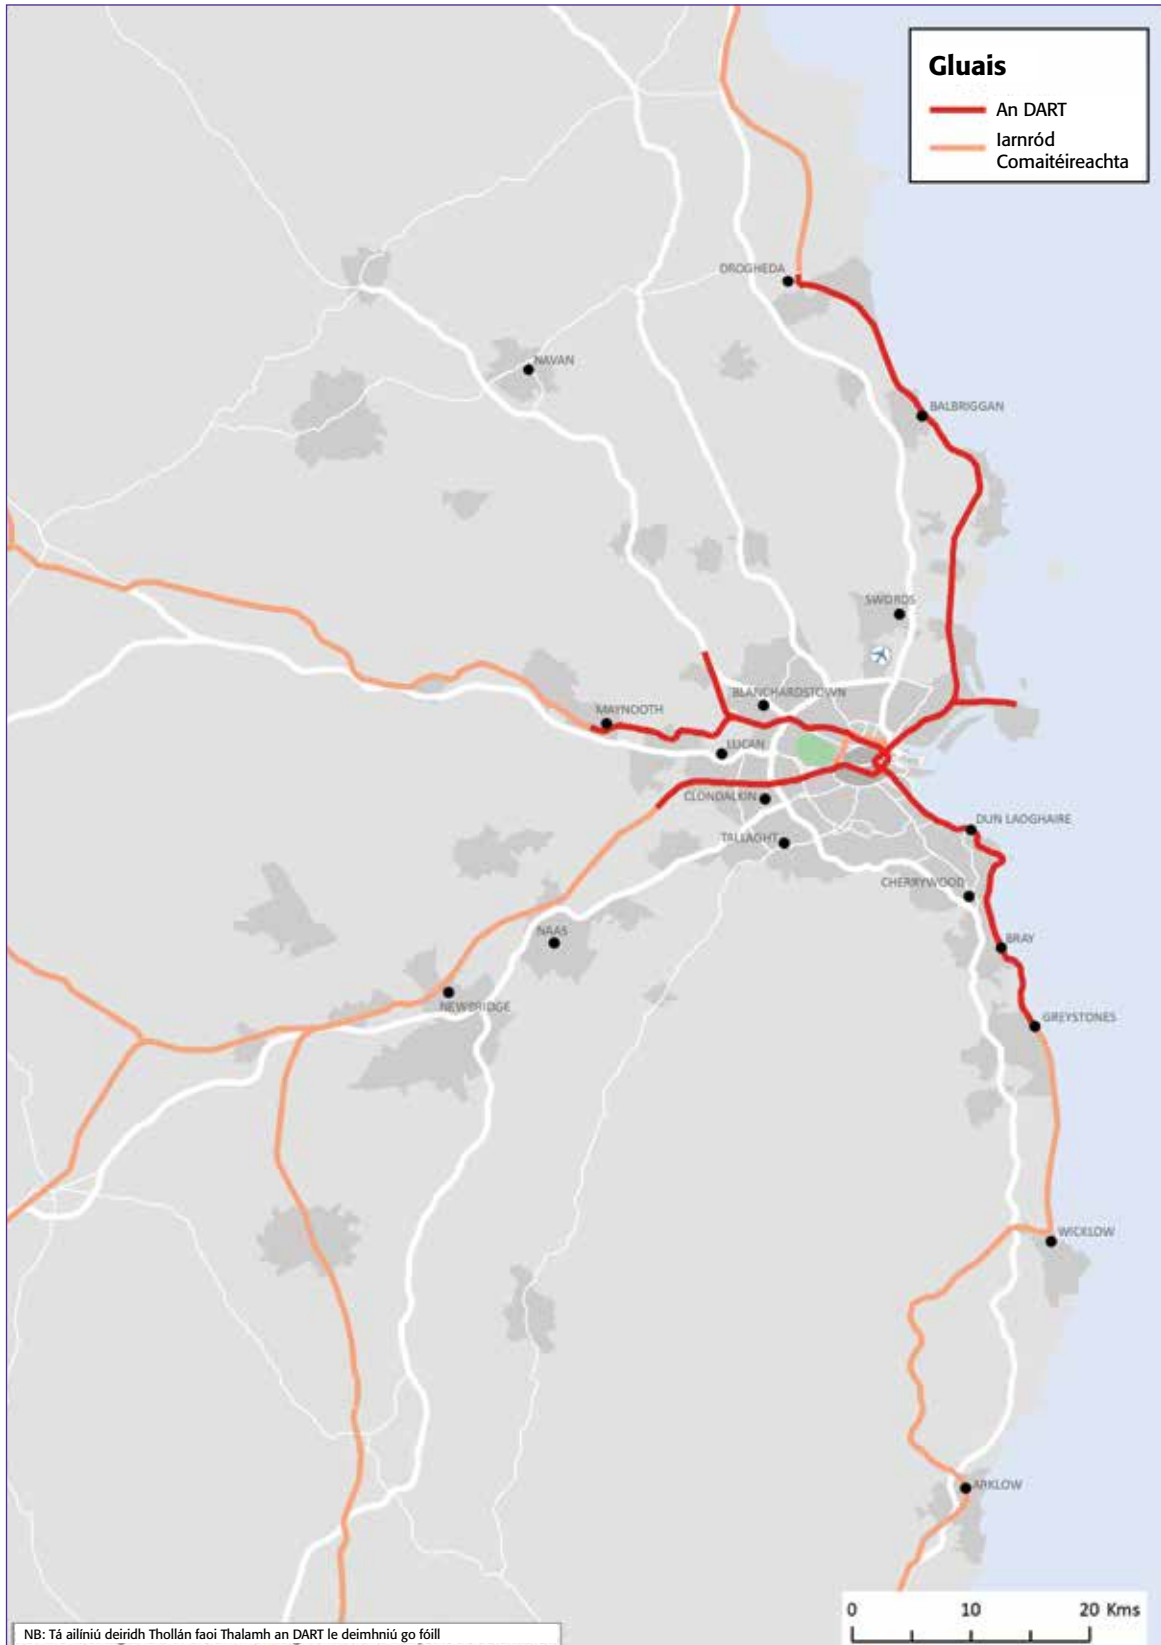 Gluais
An DART
Iarnród
Comaitéireachta
DROGHEDA
NAVAN
BALBRIGGAN
SWORDS
BLANCHARDSTOWN
MAYNOOTH
LUCAN
CLONDALKIN
DUN LAOGHAIRE
TALLAGHT
CHERRYWOOD
NAAS
BRAY
NEWBRIDGE
GREYSTONES
WICKLOW
ARKLOW
0 10 20 Kms
NB: Tá ailíniú deiridh Thollán faoi Thalamh an DART le deimhniú go fóill